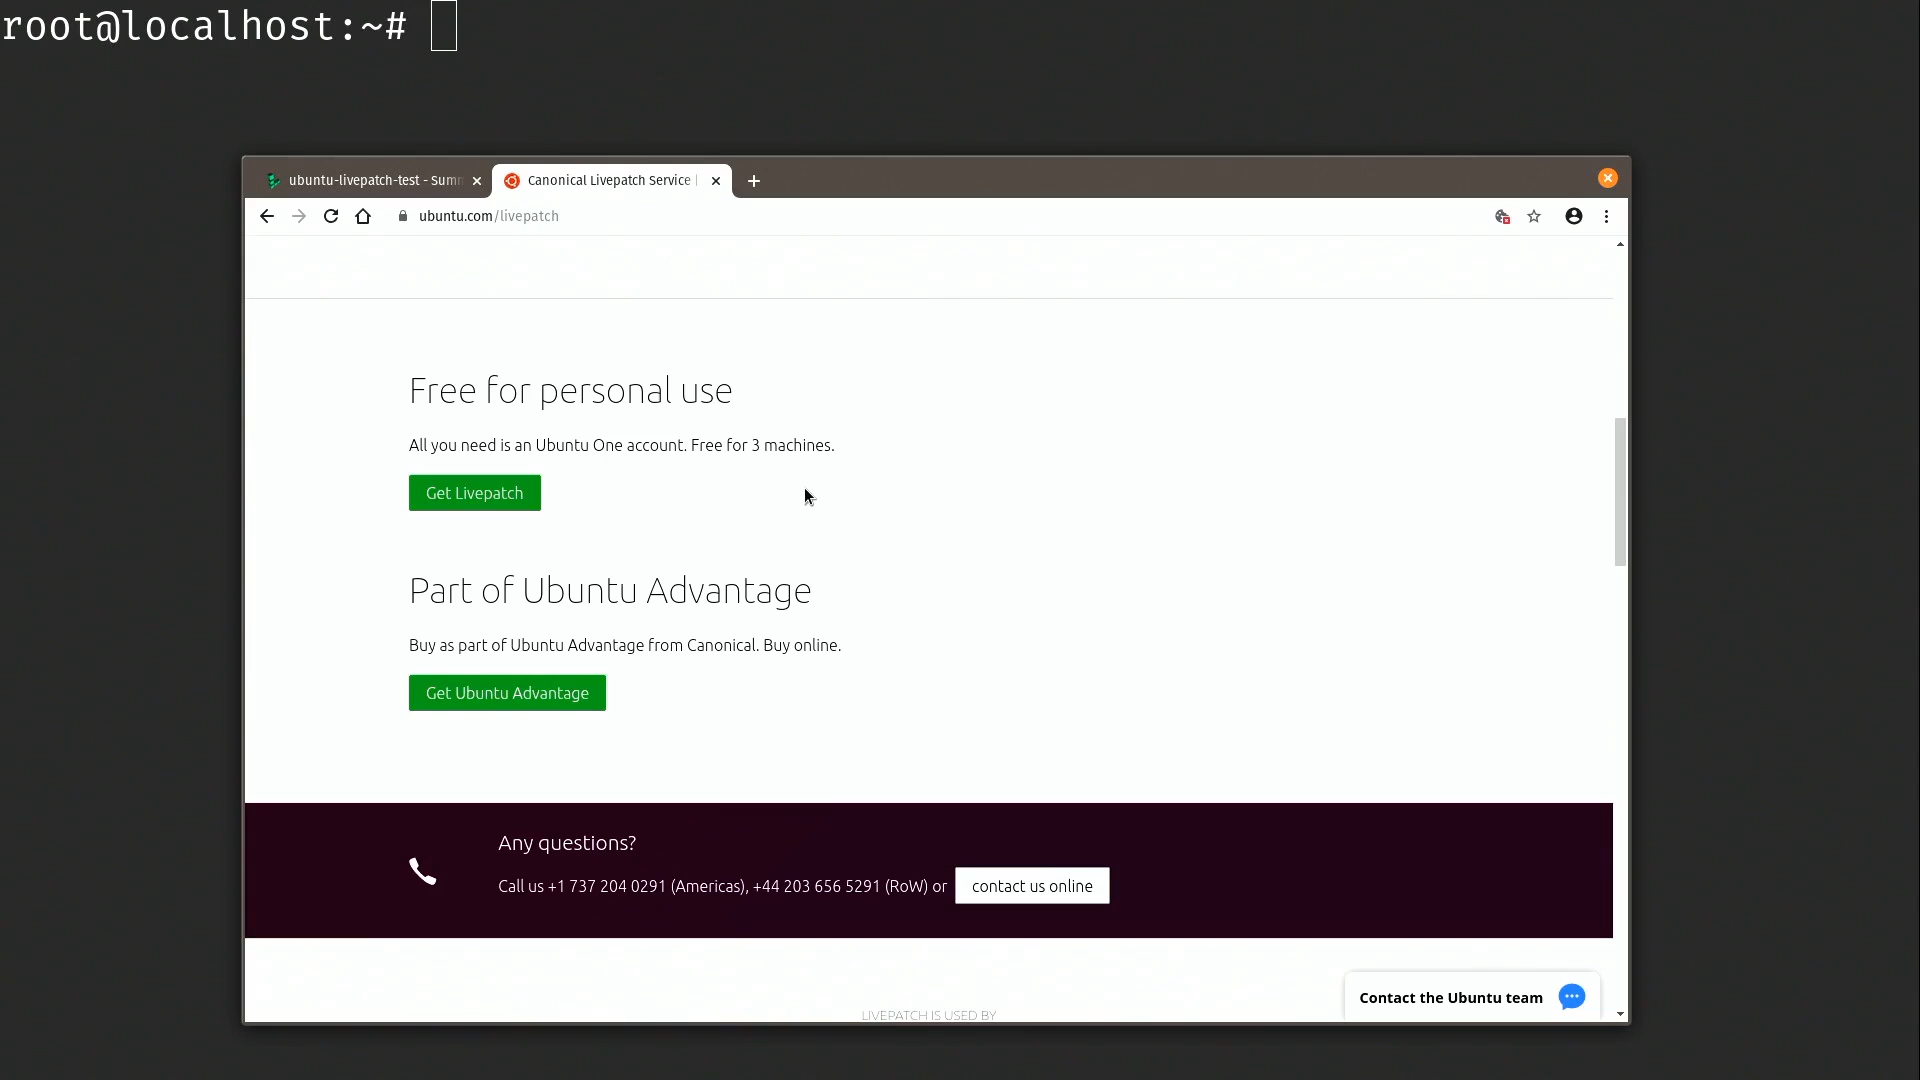 root@localhost:~#
ubuntu-livepatch-test - Sum
Canonical Livepatch Service |
ubuntu.com/livepatch
Free for personal use
All you need is an Ubuntu One account. Free for 3 machines.
Get Livepatch
Part of Ubuntu Advantage
Buy as part of Ubuntu Advantage from Canonical. Buy online.
Get Ubuntu Advantage
Any questions?
Call us +1 737 204 0291 (Americas), +44 203 656 5291 (RoW) or contact us online
Contact the Ubuntu team
LIVEPATCH IS USED BY